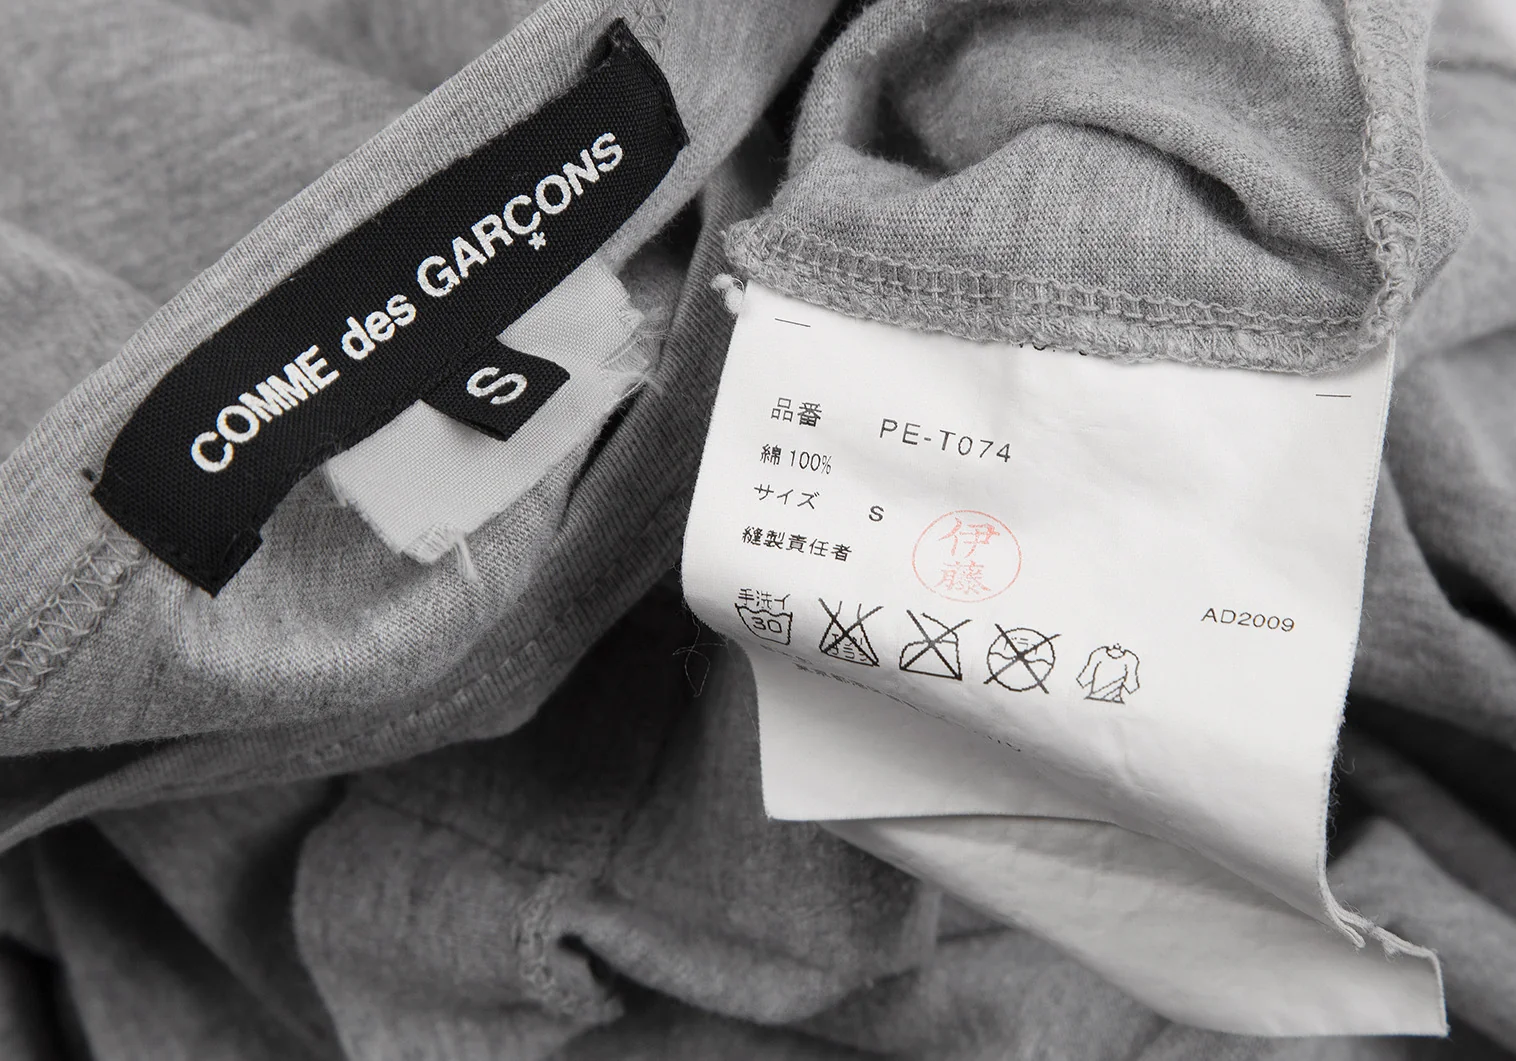 COMME des GARÇONS
S
品番 PE-T074
綿 100%
サイズ S
縫製責任者 伊藤
AD2009
手洗イ
30